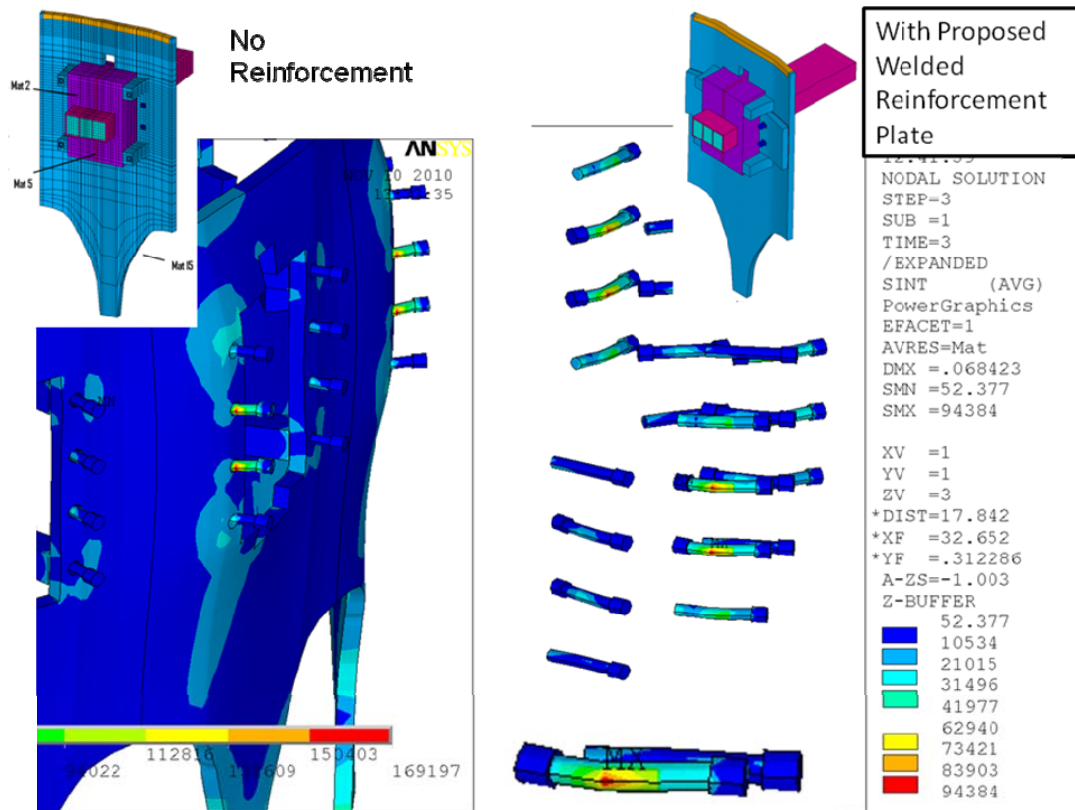 No
Reinforcement
Mat 2
Mat 5
Mat 15
ANSYS
NOV 10 2010
112816
150403
169197
MX
With Proposed
Welded
Reinforcement
Plate
NODAL SOLUTION
STEP=3
SUB =1
TIME=3
/EXPANDED
SINT (AVG)
PowerGraphics
EFACET=1
AVRES=Mat
DMX =.068423
SMN =52.377
SMX =94384
XV =1
YV =1
ZV =3
*DIST=17.842
*XF =32.652
*YF =.312286
A-ZS=-1.003
Z-BUFFER
52.377
10534
21015
31496
41977
62940
73421
83903
94384